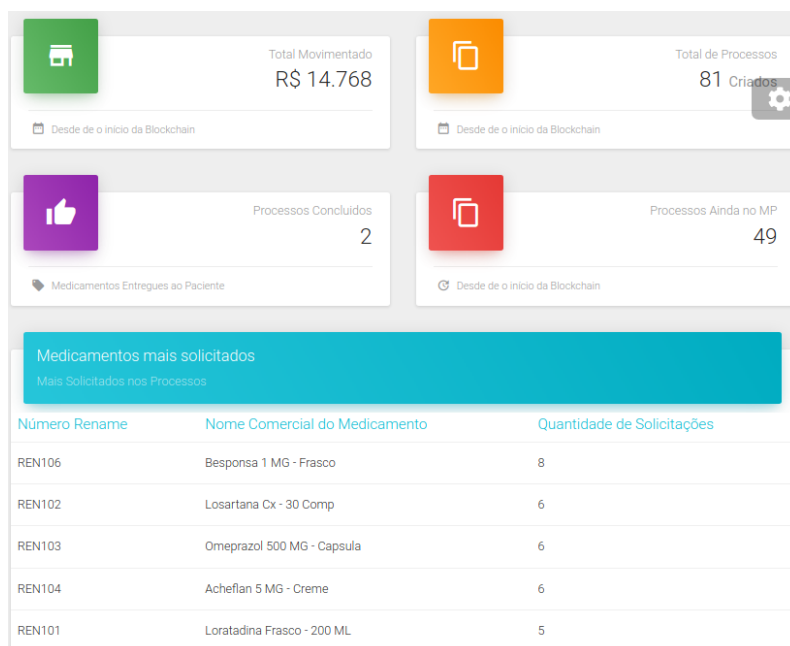 Total Movimentado
R$ 14.768
Desde de o início da Blockchain
Total de Processos
81 Criados
Desde de o início da Blockchain
Processos Concluidos
2
Medicamentos Entregues ao Paciente
Processos Ainda no MP
49
Desde de o início da Blockchain
Medicamentos mais solicitados
Mais Solicitados nos Processos
Número Rename Nome Comercial do Medicamento Quantidade de Solicitações
REN106 Besponsa 1 MG - Frasco 8
REN102 Losartana Cx - 30 Comp 6
REN103 Omeprazol 500 MG - Capsula 6
REN104 Acheflan 5 MG - Creme 6
REN101 Loratadina Frasco - 200 ML 5